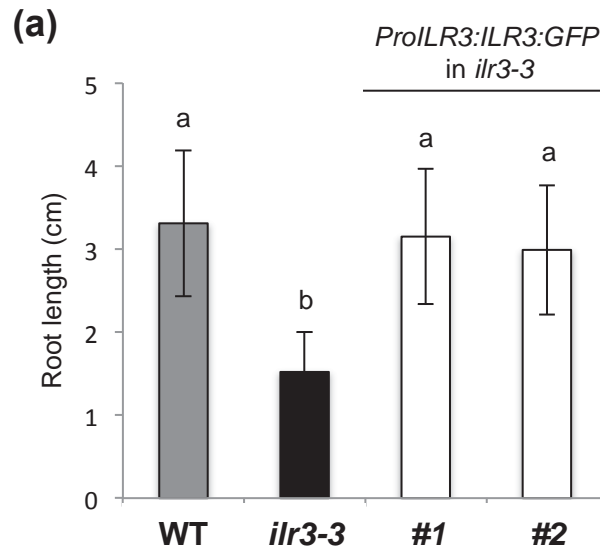 (a)
ProILR3:ILR3:GFP
in ilr3-3
Root length (cm)
5
4
3
2
1
0
a
b
a
a
WT
ilr3-3
#1
#2